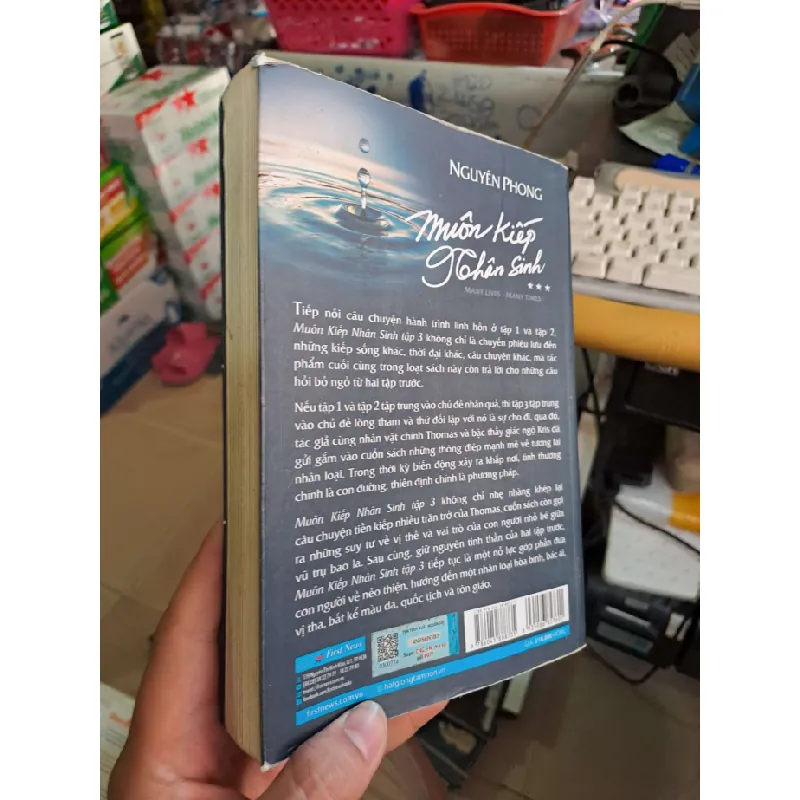 NGUYÊN PHONG
Muôn Kiếp
Nhân Sinh
MANY LIVES - MANY TIMES
Tiếp nối câu chuyện hành trình linh hồn ở tập 1 và tập 2,
Muôn Kiếp Nhân Sinh tập 3 không chỉ là chuyến phiêu lưu đến
những kiếp sống khác, thời đại khác, câu chuyện khác, mà tác
phẩm cuối cùng trong loạt sách này còn trả lời cho những câu
hỏi bỏ ngỏ từ hai tập trước.
Nếu tập 1 và tập 2 tập trung vào chủ đề nhân quả, thì tập 3 tập trung
vào chủ đề lòng tham và thứ đối lập với nó là sự cho đi, qua đó,
tác giả cùng nhân vật chính Thomas và bậc thầy giác ngộ Kris đã
gửi gắm vào cuốn sách những thông điệp mạnh mẽ về tương lai
nhân loại. Trong thời kỳ biến động xảy ra khắp nơi, tình thương
chính là con đường, thiền định chính là phương pháp.
Muôn Kiếp Nhân Sinh tập 3 không chỉ nhẹ nhàng khép lại
câu chuyện tiền kiếp nhiều trăn trở của Thomas, cuốn sách còn gợi
ra những suy tư về vị thế và vai trò của con người nhỏ bé giữa
vũ trụ bao la. Sau cùng, giữ nguyên tinh thần của hai tập trước,
Muôn Kiếp Nhân Sinh tập 3 tiếp tục là một nỗ lực góp phần đưa
con người về nẻo thiện, hướng đến một nhân loại hòa bình, bác ái,
vị tha, bất kể màu da, quốc tịch và tôn giáo.
First News
firstnews.com.vn
hatgiongtamhon.vn